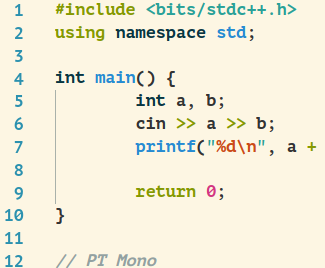 1 #include <bits/stdc++.h>
2 using namespace std;
3
4 int main() {
5 int a, b;
6 cin >> a >> b;
7 printf("%d\n", a +
8
9 return 0;
10 }
11
12 // PT Mono